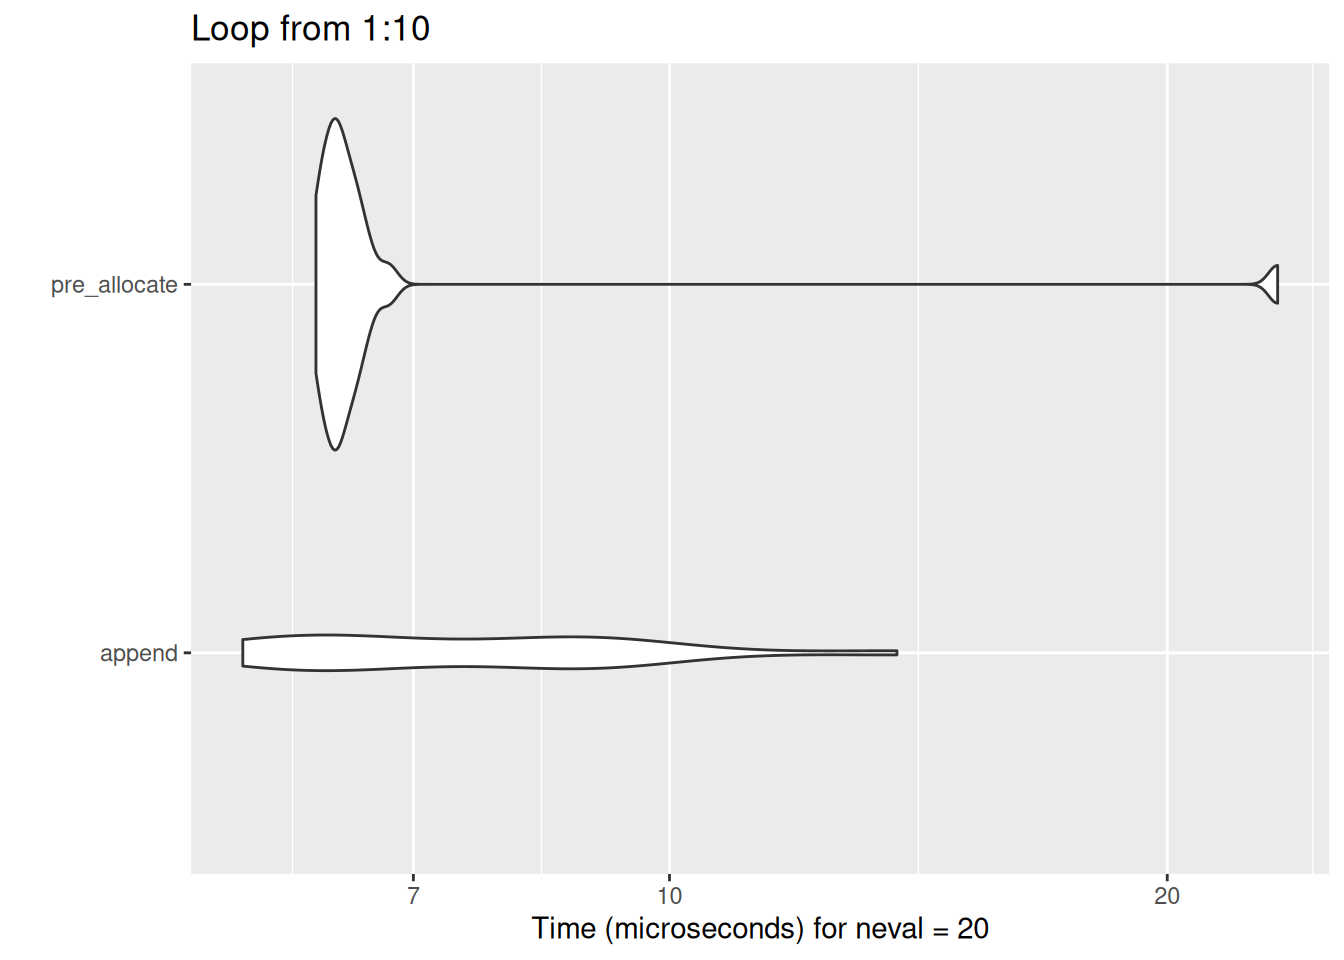 Loop from 1:10
pre_allocate
append
7 10 20
Time (microseconds) for neval = 20